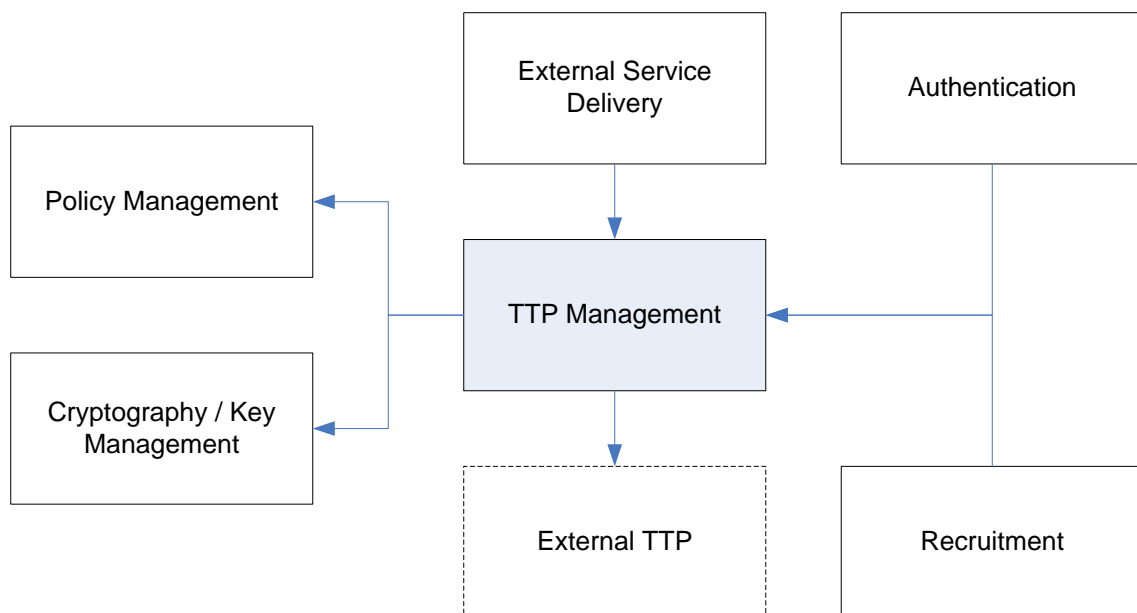 External Service
Delivery
Authentication
Policy Management
TTP Management
Cryptography / Key
Management
External TTP
Recruitment